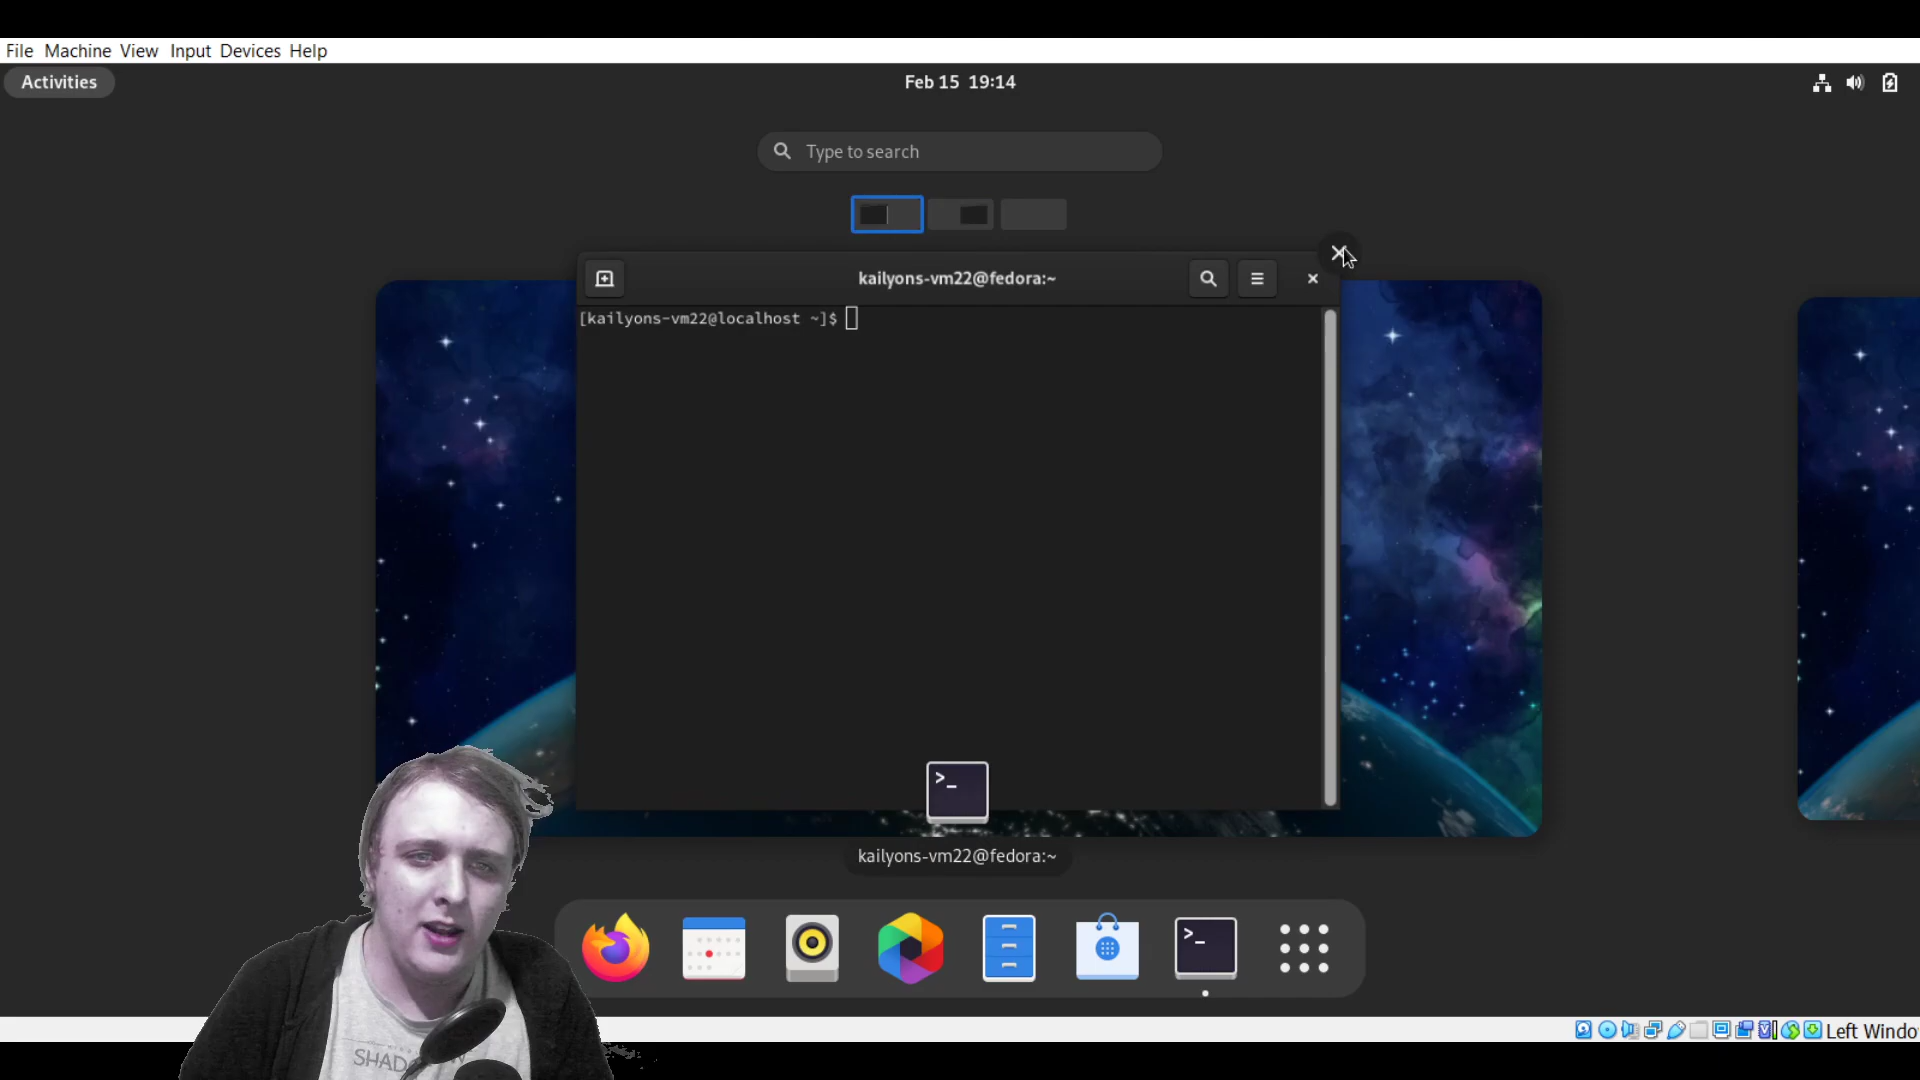 File Machine View Input Devices Help
Activities
Feb 15 19:14
Type to search
kailyons-vm22@fedora:~
[kailyons-vm22@localhost ~]$
>_
kailyons-vm22@fedora:~
>_
Left Windo